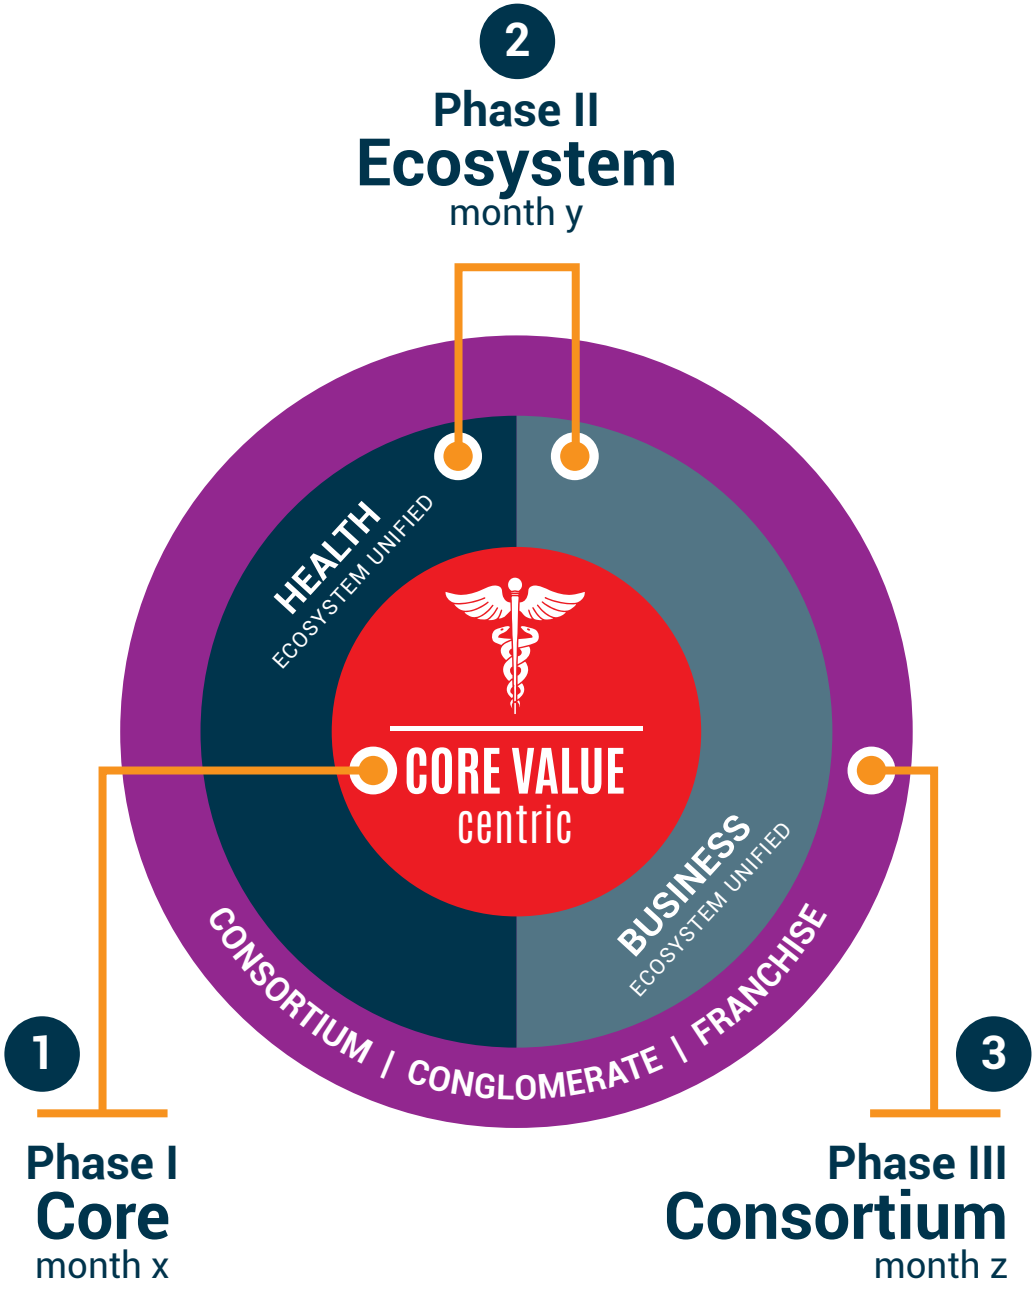 2
Phase II
Ecosystem
month y
HEALTH
ECOSYSTEM UNIFIED
CORE VALUE
centric
BUSINESS
ECOSYSTEM UNIFIED
CONSORTIUM | CONGLOMERATE | FRANCHISE
1
Phase I
Core
month x
3
Phase III
Consortium
month z